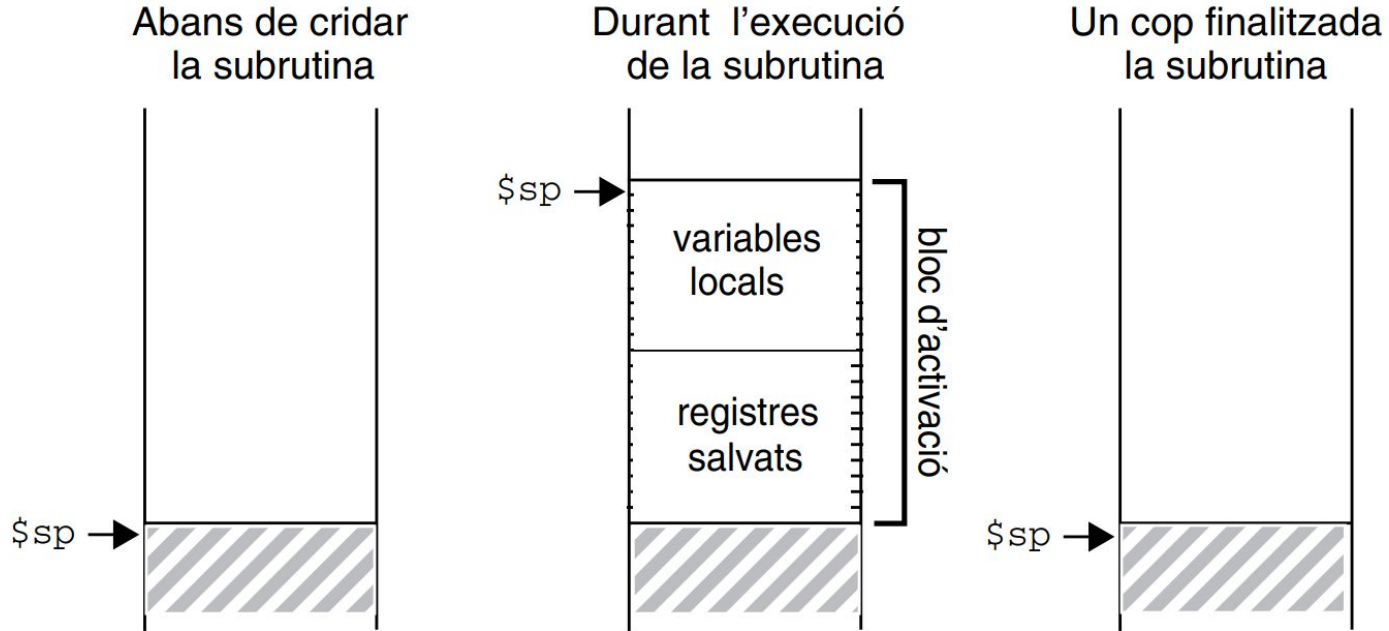 Abans de cridar
la subrutina
$sp
Durant l'execució
de la subrutina
$sp
variables
locals
registres
salvats
bloc d'activació
Un cop finalitzada
la subrutina
$sp